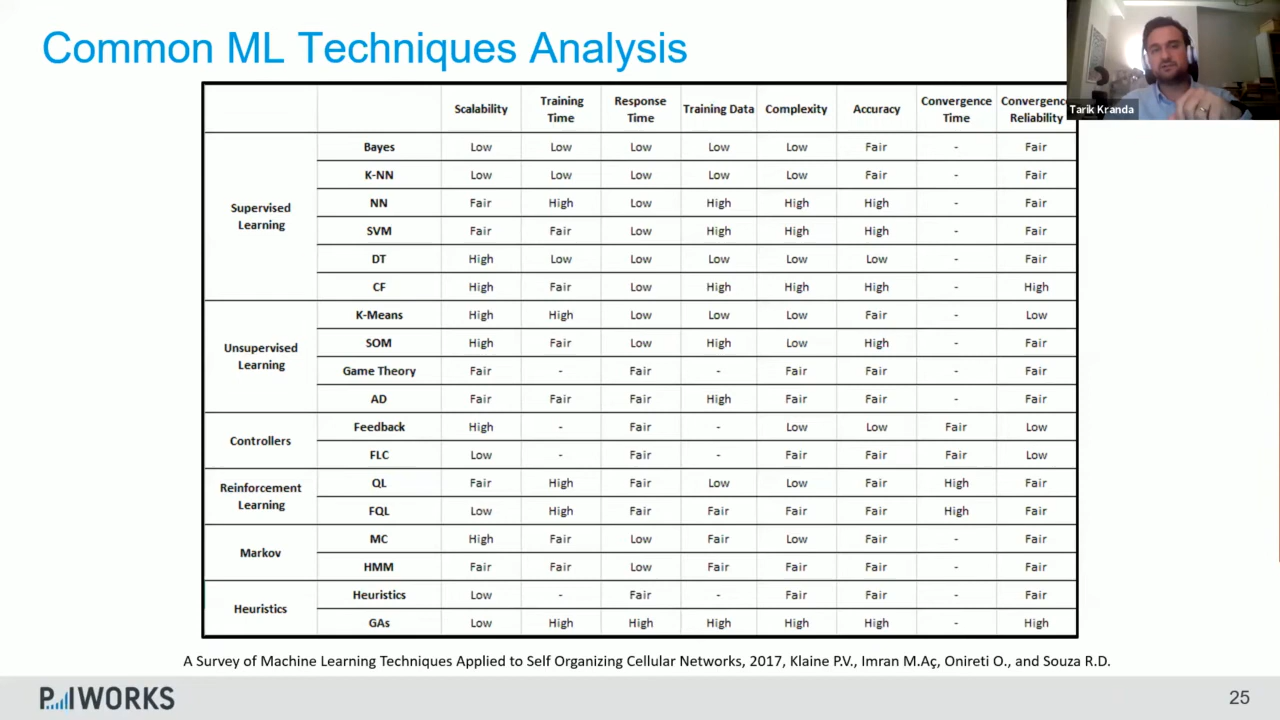 Common ML Techniques Analysis
Tarik Kranda
Scalability Training Time Response Time Training Data Complexity Accuracy Convergence Time Convergence Reliability
Supervised Learning
Bayes Low Low Low Low Low Fair - Fair
K-NN Low Low Low Low Low Fair - Fair
NN Fair High Low High High High - Fair
SVM Fair Fair Low High High High - Fair
DT High Low Low Low Low Low - Fair
CF High Fair Low High High High - High
Unsupervised Learning
K-Means High High Low Low Low Fair - Low
SOM High Fair Low High Low High - Fair
Game Theory Fair - Fair - Fair Fair - Fair
AD Fair Fair Fair High Fair Fair - Fair
Controllers
Feedback High - Fair - Low Low Fair Low
FLC Low - Fair - Fair Fair Fair Low
Reinforcement Learning
QL Fair High Fair Low Low Fair High Fair
FQL Low High Fair Fair Fair Fair High Fair
Markov
MC High Fair Low Fair Low Fair - Fair
HMM Fair Fair Low Fair Fair Fair - Fair
Heuristics
Heuristics Low - Fair - Fair Fair - Fair
GAs Low High High High High High - High
A Survey of Machine Learning Techniques Applied to Self Organizing Cellular Networks, 2017, Klaine P.V., Imran M.Aç, Onireti O., and Souza R.D.
P.I WORKS
25